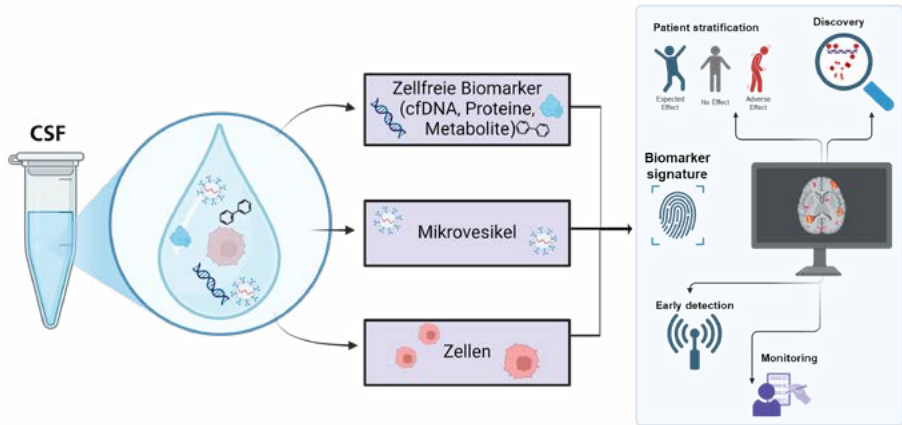 CSF
Zellfreie Biomarker
(cfDNA, Proteine,
Metabolite)
Mikrovesikel
Zellen
Patient stratification
Expected
Effect
No Effect
Adverse
Effect
Discovery
Biomarker
signature
Early detection
Monitoring